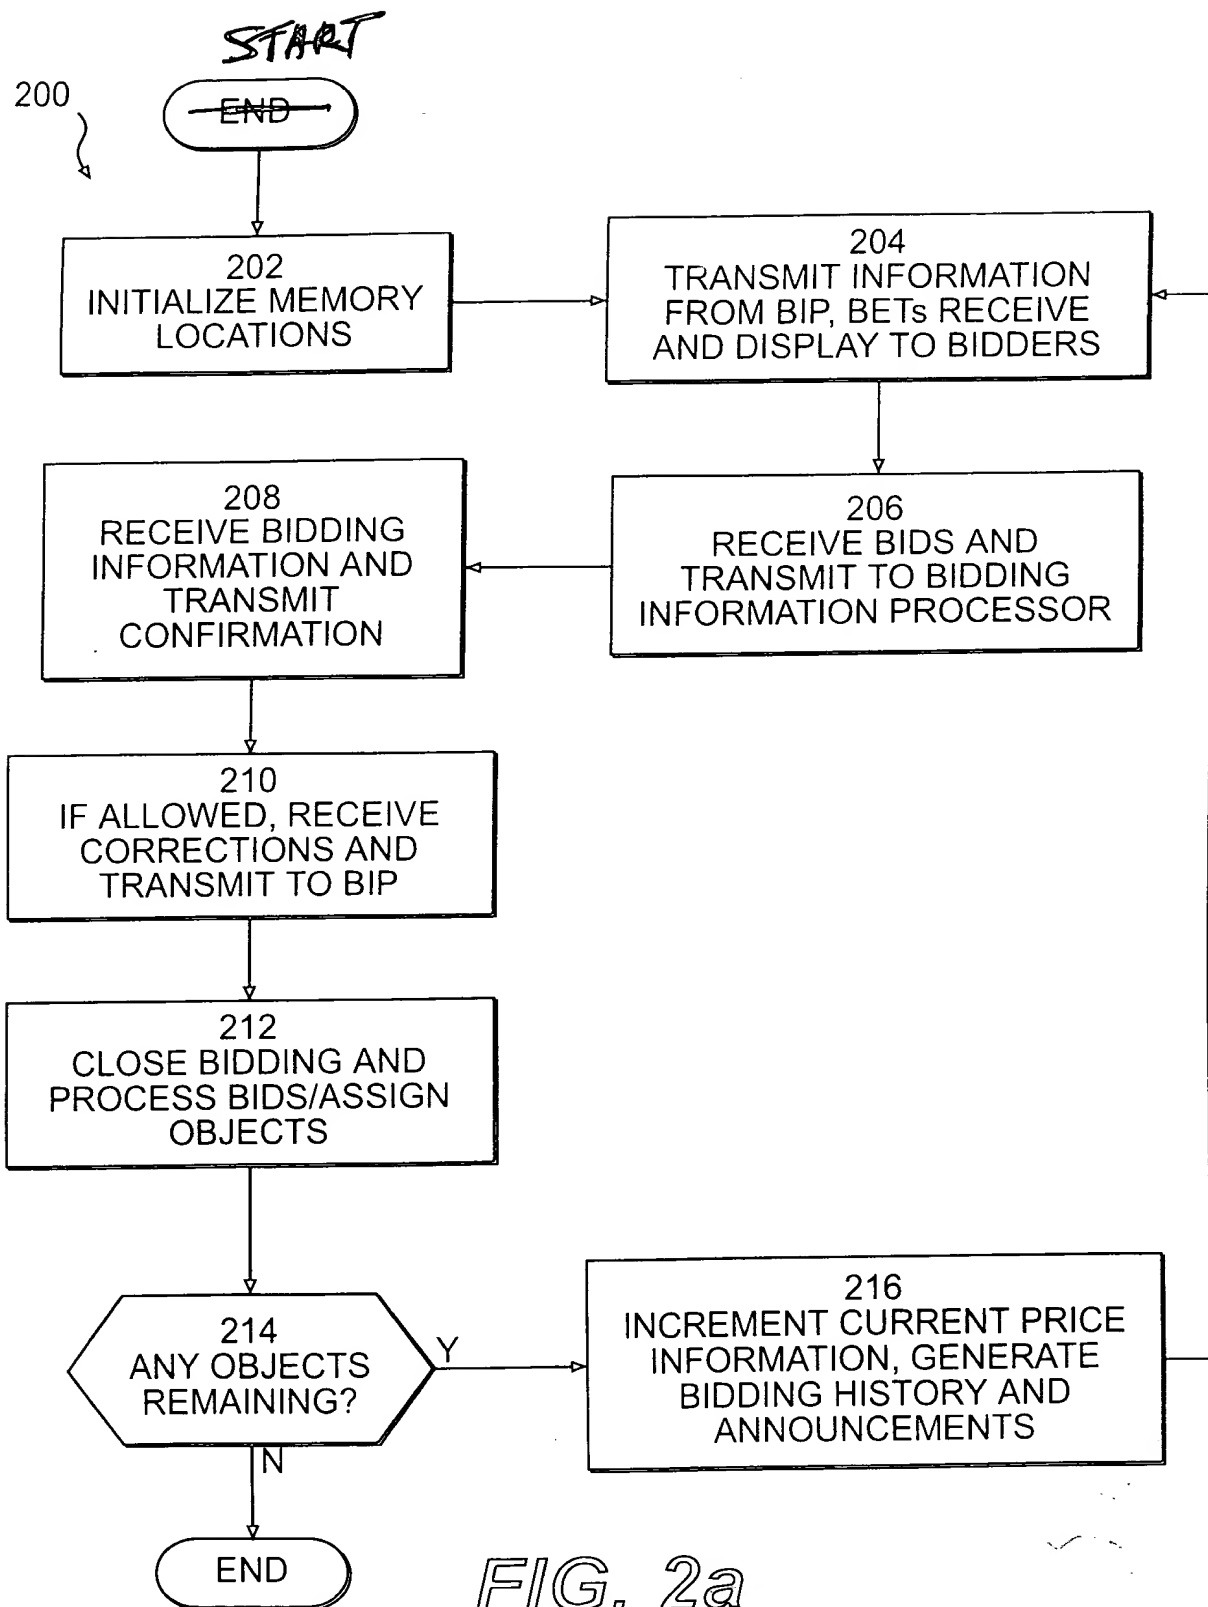 START
200
END
202
INITIALIZE MEMORY
LOCATIONS
204
TRANSMIT INFORMATION
FROM BIP, BETs RECEIVE
AND DISPLAY TO BIDDERS
206
RECEIVE BIDS AND
TRANSMIT TO BIDDING
INFORMATION PROCESSOR
208
RECEIVE BIDDING
INFORMATION AND
TRANSMIT
CONFIRMATION
210
IF ALLOWED, RECEIVE
CORRECTIONS AND
TRANSMIT TO BIP
212
CLOSE BIDDING AND
PROCESS BIDS/ASSIGN
OBJECTS
214
ANY OBJECTS
REMAINING?
Y
N
216
INCREMENT CURRENT PRICE
INFORMATION, GENERATE
BIDDING HISTORY AND
ANNOUNCEMENTS
END
FIG. 2a